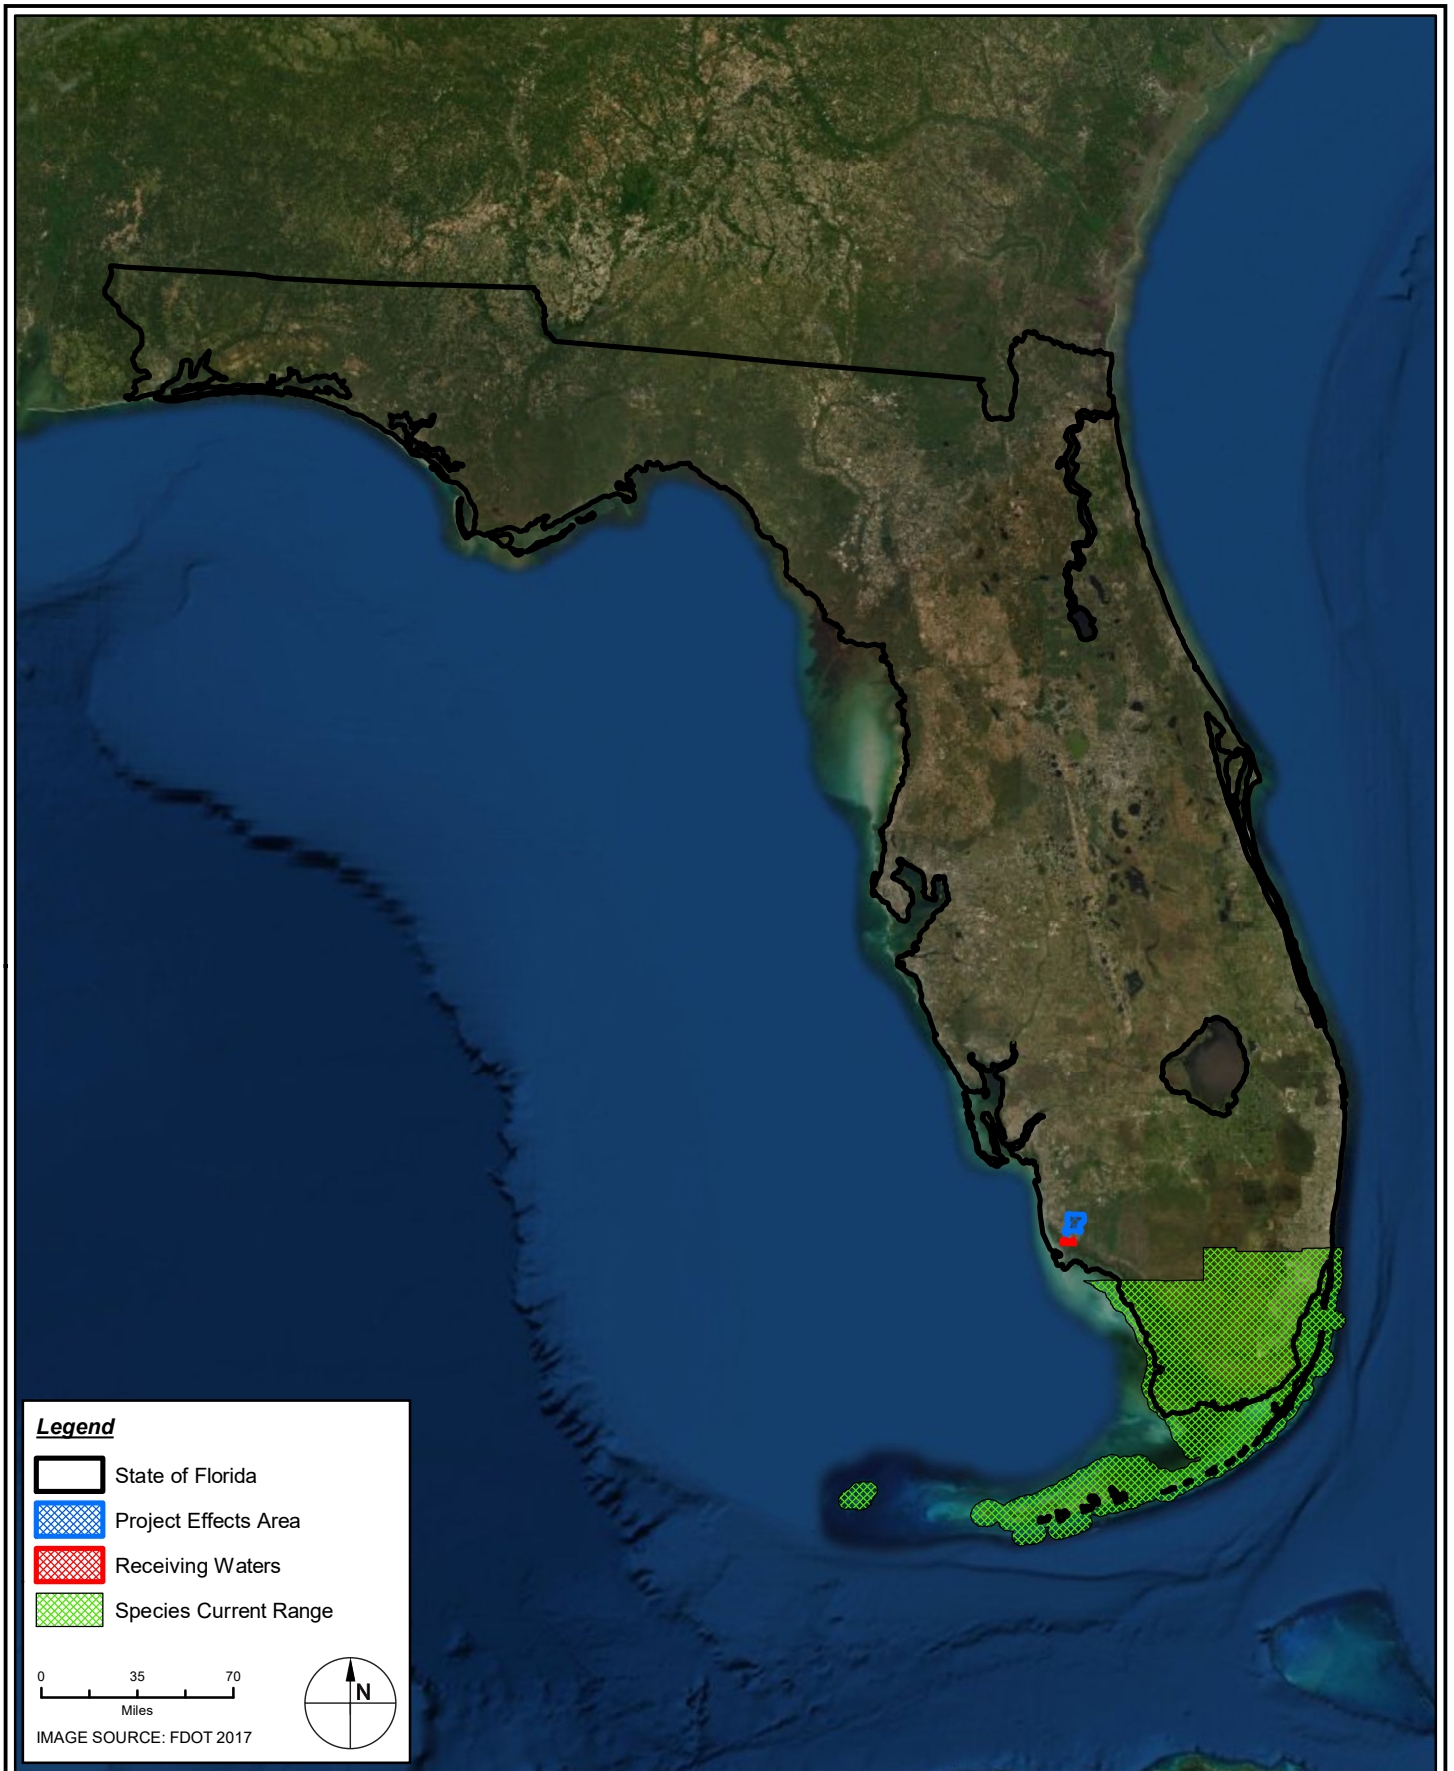 Legend
State of Florida
Project Effects Area
Receiving Waters
Species Current Range
0 35 70
Miles
N
IMAGE SOURCE: FDOT 2017